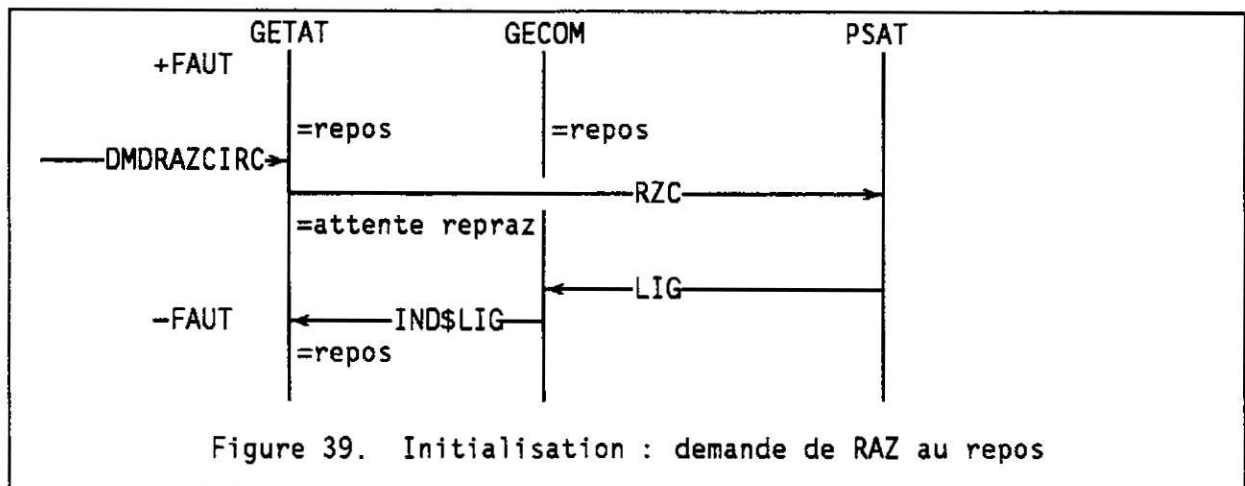 GETAT GECOM PSAT
+FAUT
=repos =repos
DMDRAZCIRC
RZC
=attente repraz
LIG
-FAUT IND$LIG
=repos
Figure 39. Initialisation : demande de RAZ au repos